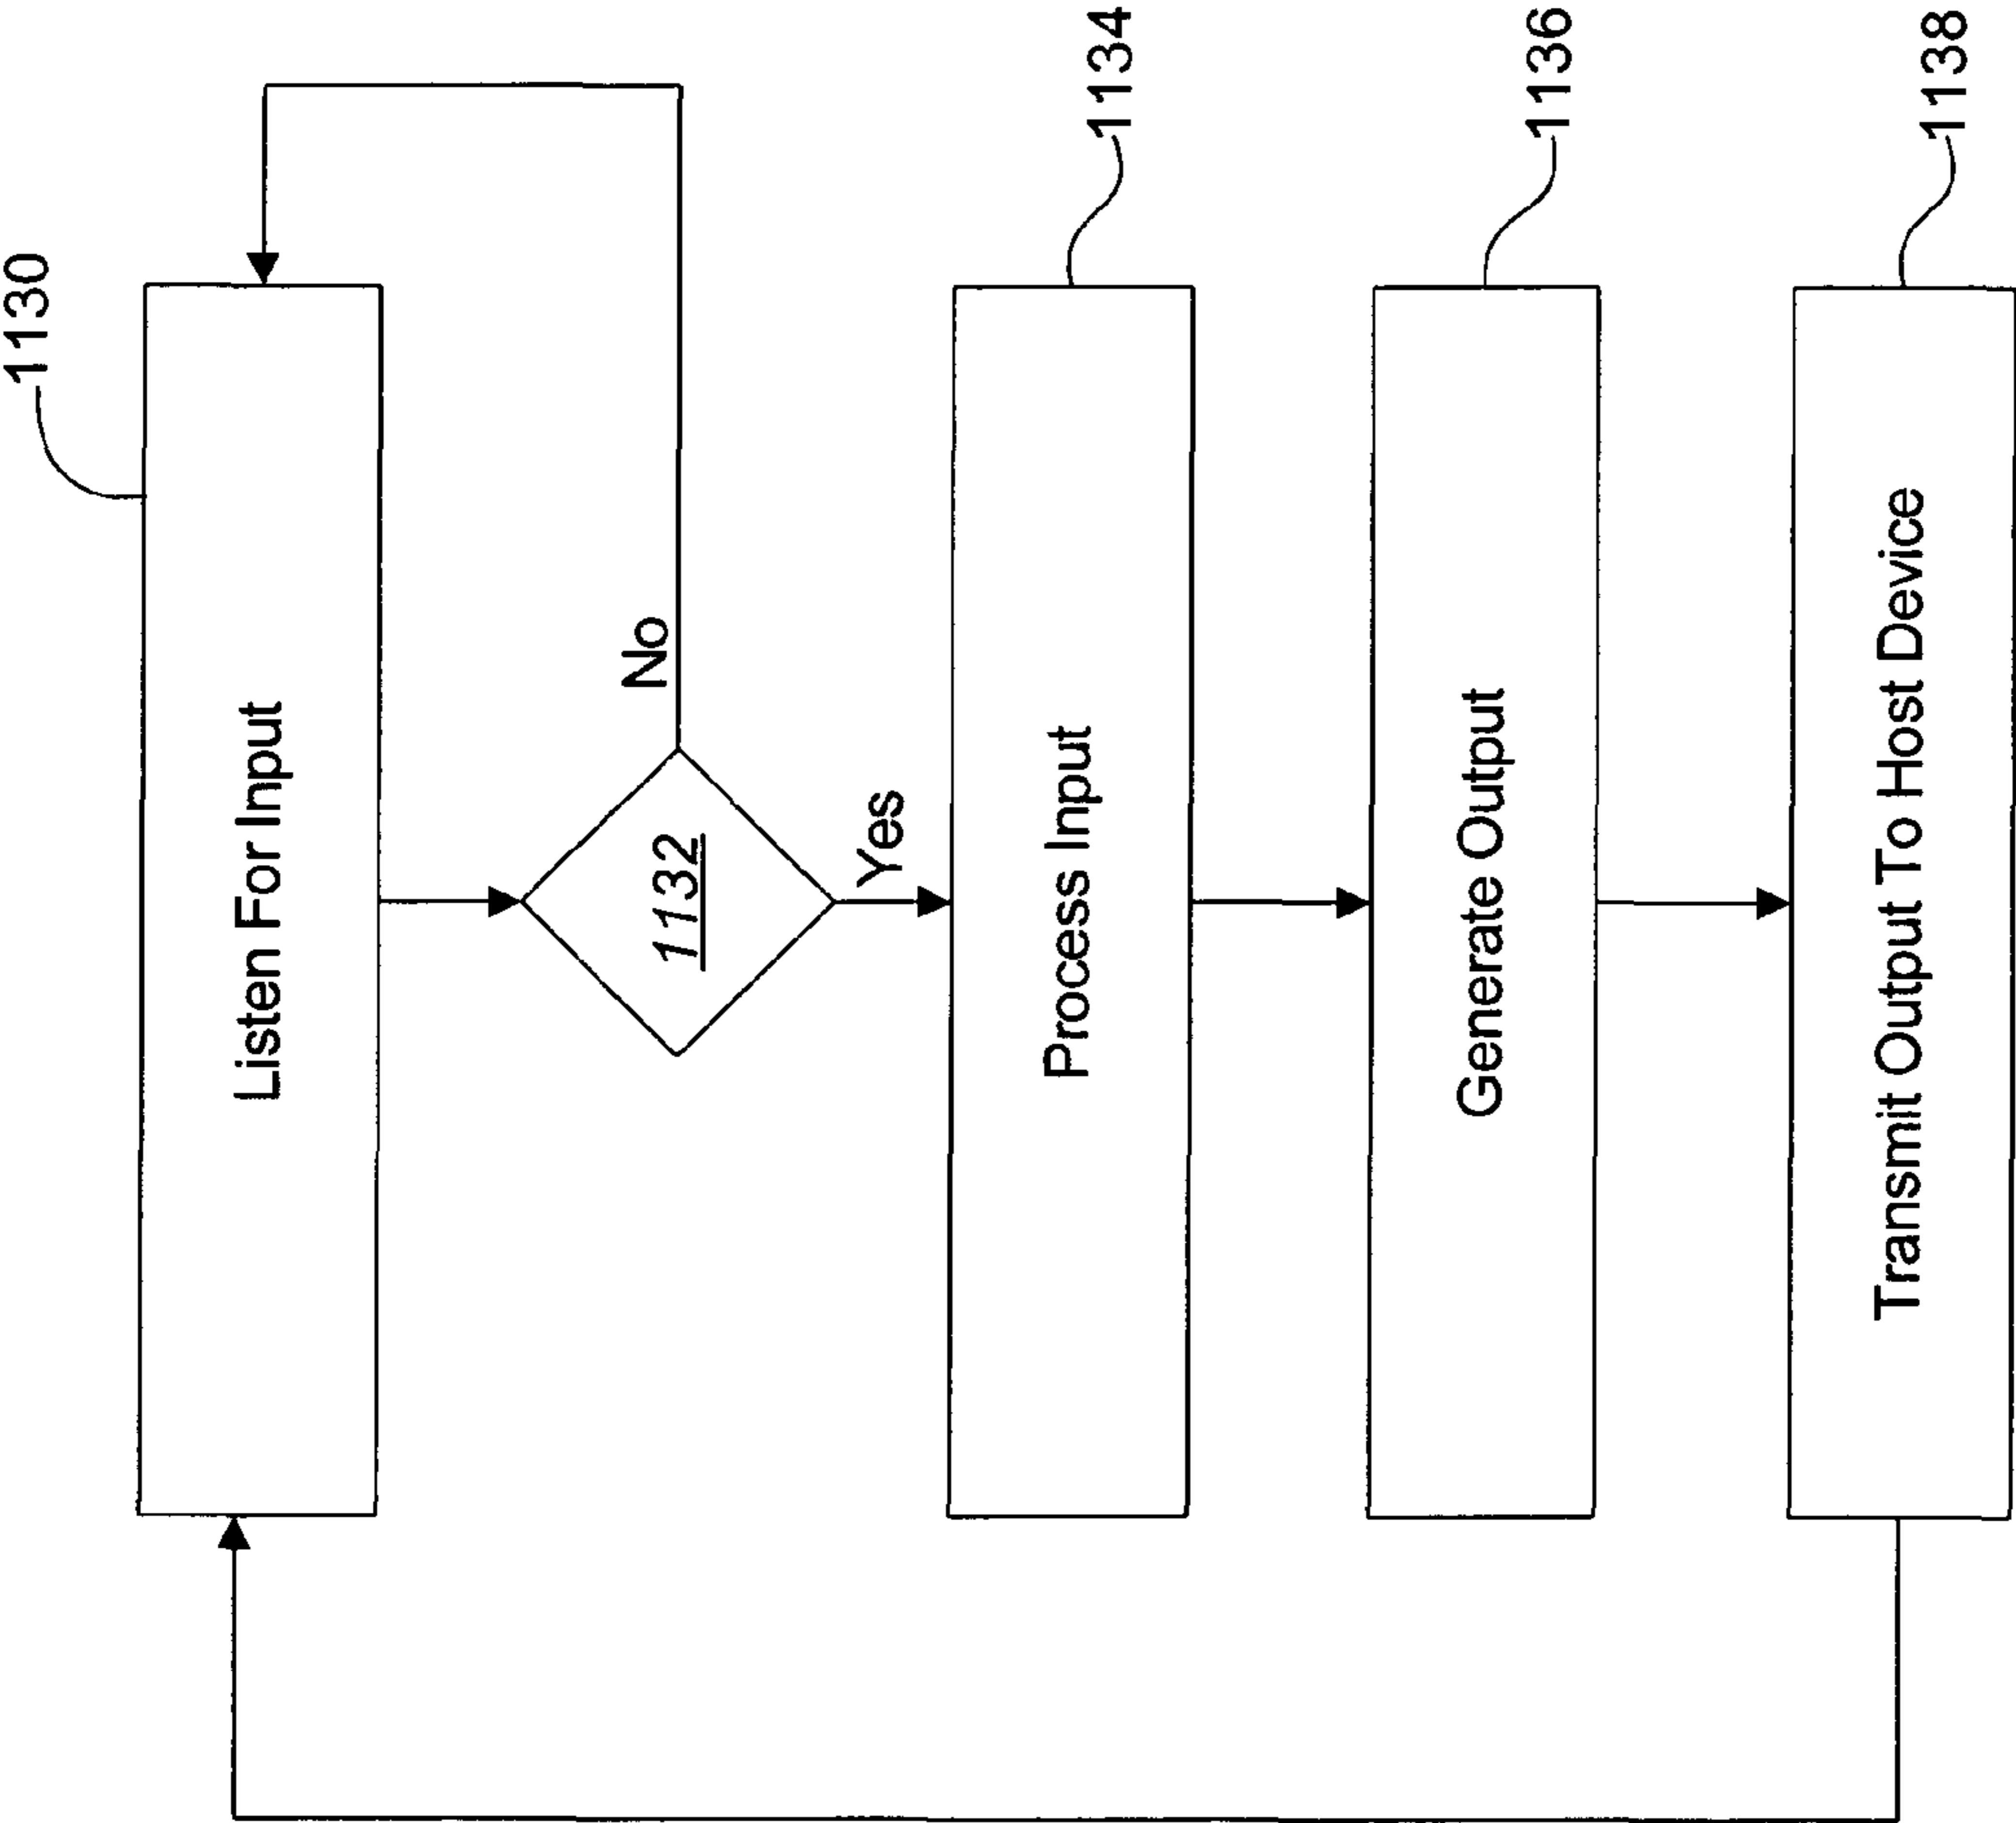 1130
Listen For Input
No
1132
Yes
1134
Process Input
1136
Generate Output
1138
Transmit Output To Host Device